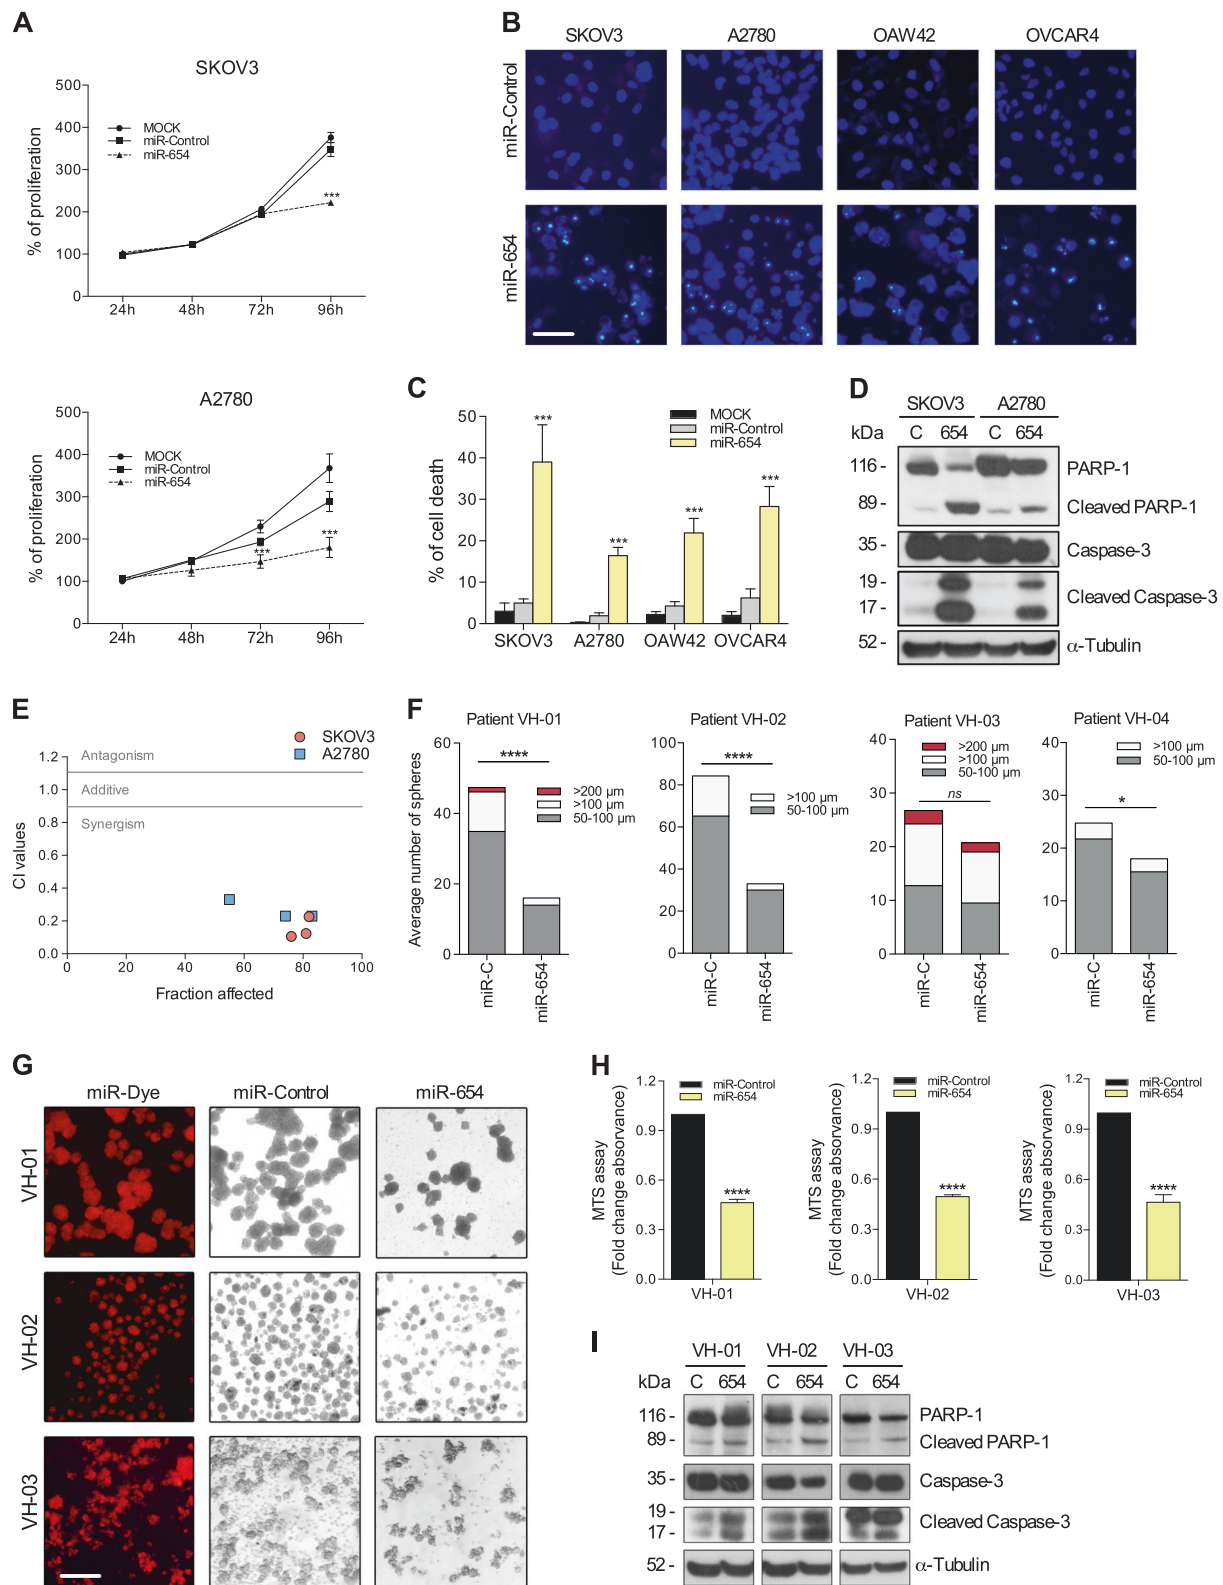 A
SKOV3
500
400
300
200
100
0
% of proliferation
MOCK
miR-Control
miR-654
***
24h 48h 72h 96h
A2780
500
400
300
200
100
0
% of proliferation
MOCK
miR-Control
miR-654
***
***
24h 48h 72h 96h
B
SKOV3 A2780 OAW42 OVCAR4
miR-Control
miR-654
C
50
40
30
20
10
0
% of cell death
MOCK
miR-Control
miR-654
***
***
***
***
SKOV3 A2780 OAW42 OVCAR4
D
SKOV3 A2780
kDa C 654 C 654
116 - PARP-1
89 - Cleaved PARP-1
35 - Caspase-3
19 -
Cleaved Caspase-3
17 -
52 - α-Tubulin
E
SKOV3
A2780
1.2
1.0
0.8
0.6
0.4
0.2
0.0
CI values
Antagonism
Additive
Synergism
0 20 40 60 80 100
Fraction affected
F
Patient VH-01
60
40
20
0
Average number of spheres
****
>200 µm
>100 µm
50-100 µm
miR-C
miR-654
Patient VH-02
100
80
60
40
20
0
****
>100 µm
50-100 µm
miR-C
miR-654
Patient VH-03
40
30
20
10
0
>200 µm
>100 µm
50-100 µm
ns
miR-C
miR-654
Patient VH-04
40
30
20
10
0
>100 µm
50-100 µm
*
miR-C
miR-654
G
miR-Dye miR-Control miR-654
VH-01
VH-02
VH-03
H
1.2
0.9
0.6
0.3
0.0
MTS assay
(Fold change absorvance)
miR-Control
miR-654
****
VH-01
1.2
0.9
0.6
0.3
0.0
MTS assay
(Fold change absorvance)
miR-Control
miR-654
****
VH-02
1.2
0.9
0.6
0.3
0.0
MTS assay
(Fold change absorvance)
miR-Control
miR-654
****
VH-03
I
VH-01 VH-02 VH-03
kDa C 654 C 654 C 654
116 - PARP-1
89 - Cleaved PARP-1
35 - Caspase-3
19 -
Cleaved Caspase-3
17 -
52 - α-Tubulin